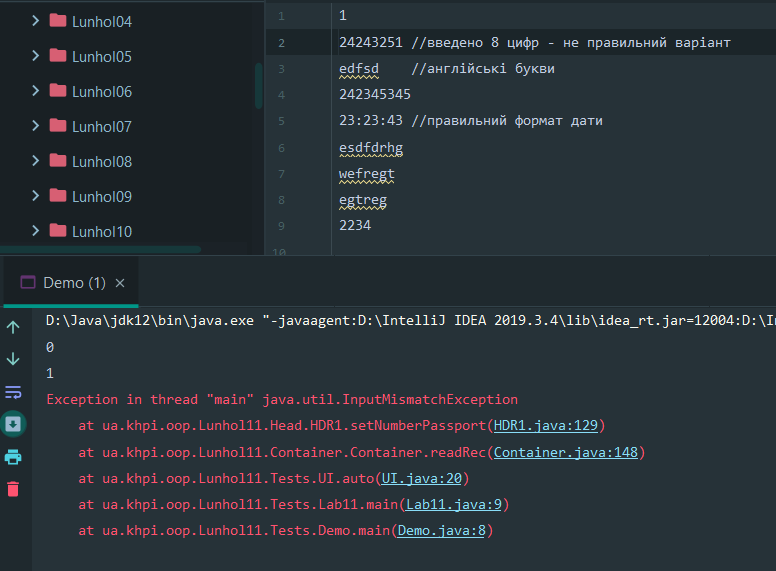 Lunhol04
Lunhol05
Lunhol06
Lunhol07
Lunhol08
Lunhol09
Lunhol10
1 1
2 24243251 //введено 8 цифр - не правильний варіант
3 edfsd //англійські букви
4 242345345
5 23:23:43 //правильний формат дати
6 esdfdrhg
7 wefregt
8 egtreg
9 2234
10
Demo (1) ×
D:\Java\jdk12\bin\java.exe "-javaagent:D:\IntelliJ IDEA 2019.3.4\lib\idea_rt.jar=12004:D:\In
0
1
Exception in thread "main" java.util.InputMismatchException
at ua.khpi.oop.Lunhol11.Head.HDR1.setNumberPassport(HDR1.java:129)
at ua.khpi.oop.Lunhol11.Container.Container.readRec(Container.java:148)
at ua.khpi.oop.Lunhol11.Tests.UI.auto(UI.java:20)
at ua.khpi.oop.Lunhol11.Tests.Lab11.main(Lab11.java:9)
at ua.khpi.oop.Lunhol11.Tests.Demo.main(Demo.java:8)